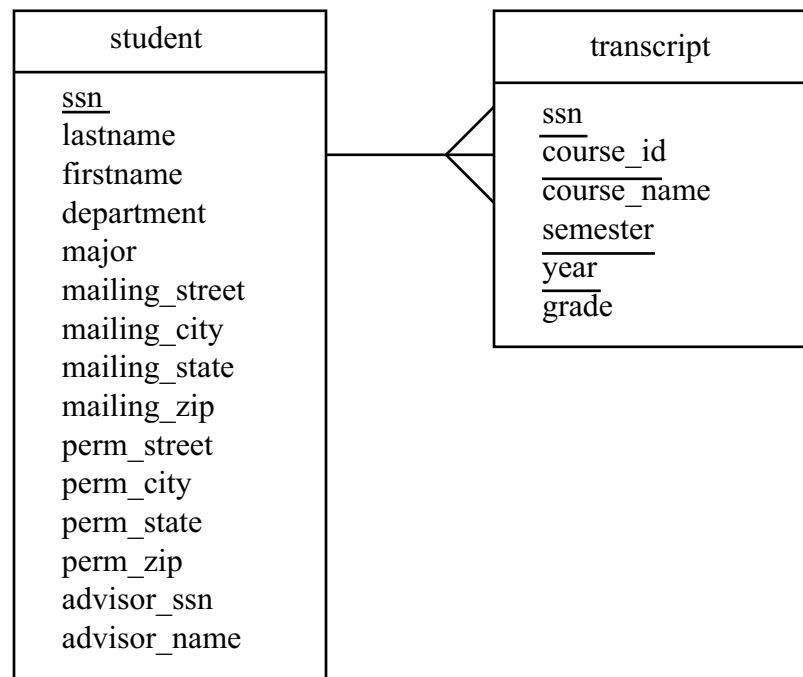 student
ssn
lastname
firstname
department
major
mailing_street
mailing_city
mailing_state
mailing_zip
perm_street
perm_city
perm_state
perm_zip
advisor_ssn
advisor_name
transcript
ssn
course_id
course_name
semester
year
grade